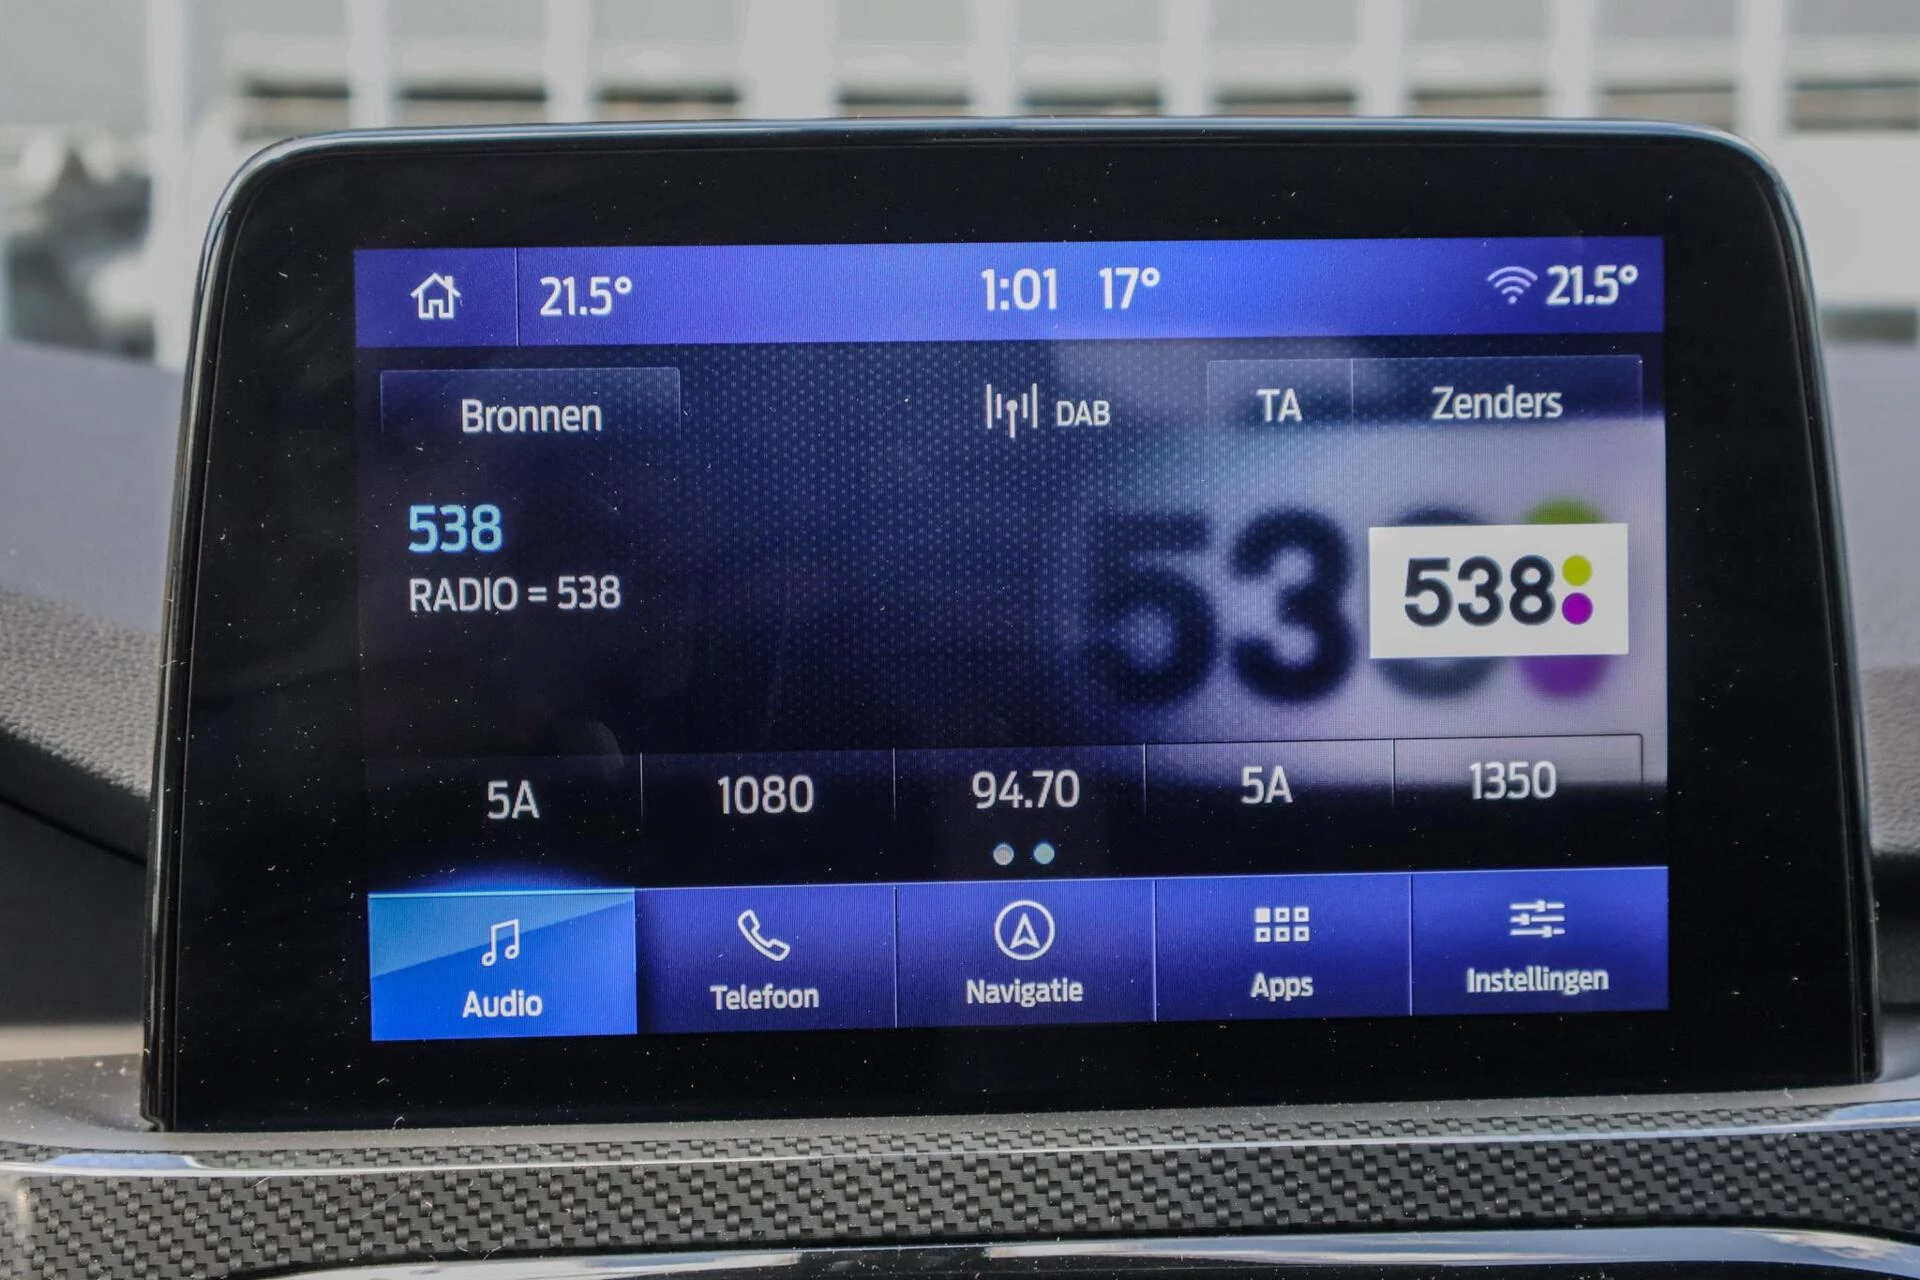 21.5° 1:01 17° 21.5°
Bronnen DAB TA Zenders
538
RADIO = 538
538
538
5A 1080 94.70 5A 1350
Audio Telefoon Navigatie Apps Instellingen